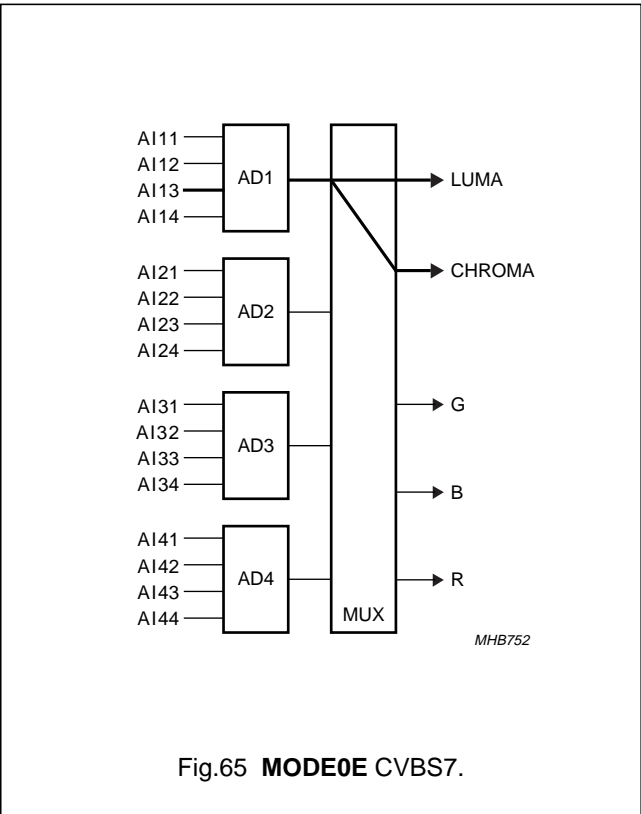 AI11
AI12
AI13
AI14
AD1
LUMA
CHROMA
AI21
AI22
AI23
AI24
AD2
AI31
AI32
AI33
AI34
AD3
G
B
AI41
AI42
AI43
AI44
AD4
R
MUX
MHB752
Fig.65 MODE0E CVBS7.